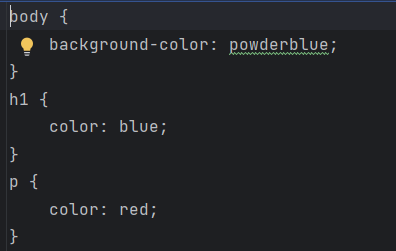 body {
    background-color: powderblue;
}
h1 {
    color: blue;
}
p {
    color: red;
}